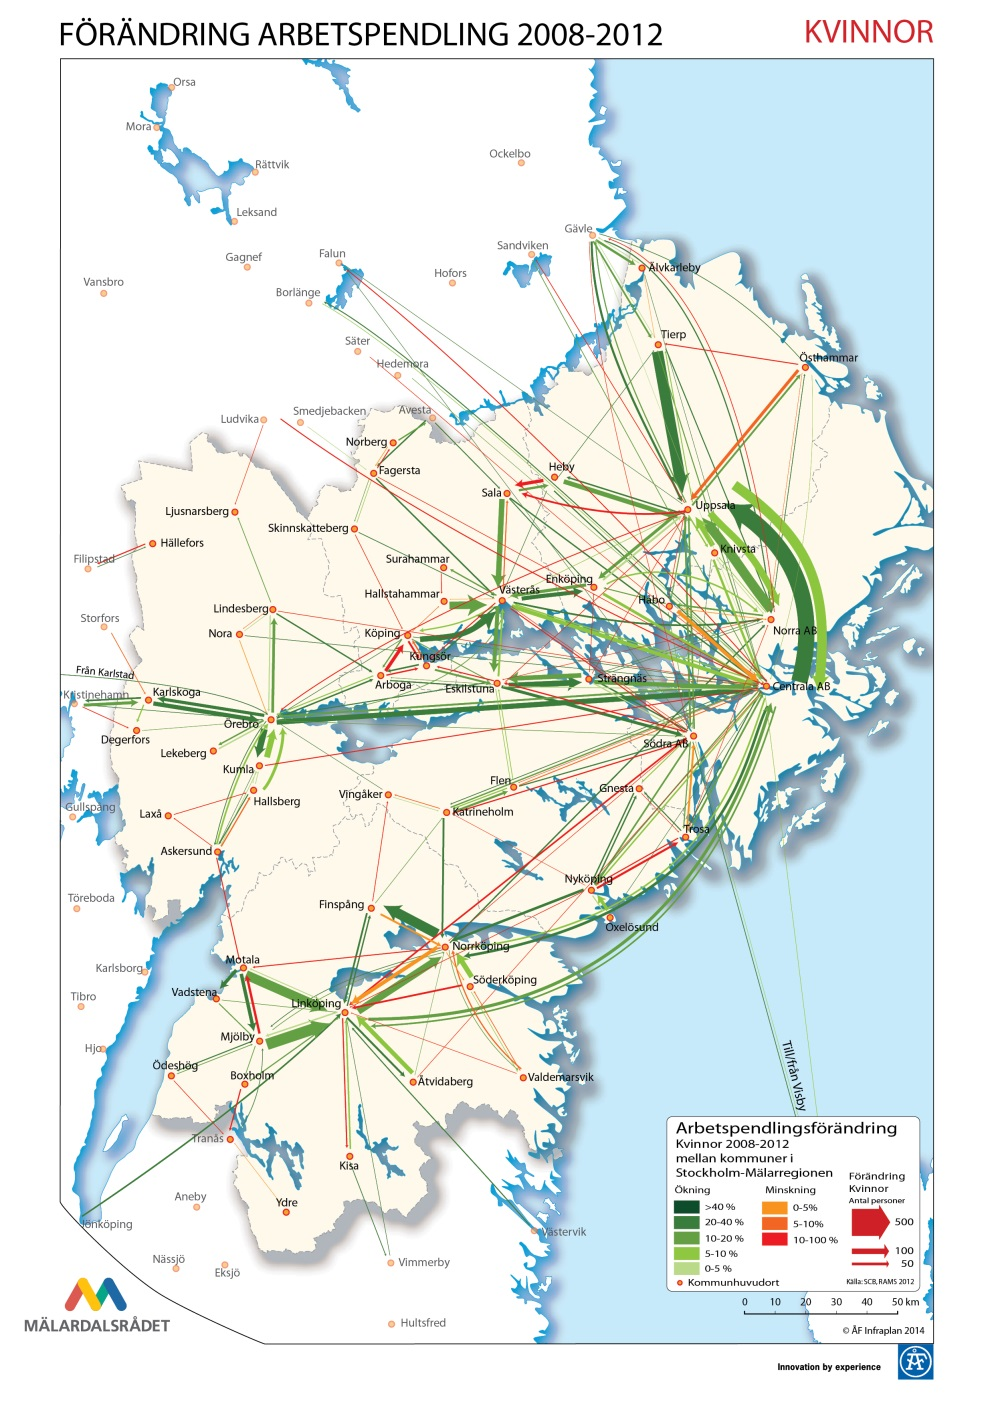 FÖRÄNDRING ARBETSPENDLING 2008-2012
KVINNOR
Orsa
Mora
Rättvik
Ockelbo
Leksand
Gävle
Sandviken
Gagnef
Falun
Älvkarleby
Hofors
Vansbro
Borlänge
Tierp
Säter
Östhammar
Hedemora
Smedjebacken
Avesta
Ludvika
Norberg
Fagersta
Heby
Sala
Uppsala
Ljusnarsberg
Skinnskatteberg
Hällefors
Knivsta
Filipstad
Surahammar
Enköping
Västerås
Hallstahammar
Håbo
Lindesberg
Storfors
Nora
Köping
Norra AB
Kungsör
Från Karlstad
Arboga
Eskilstuna
Strängnäs
Centrala AB
Kristinehamn
Karlskoga
Örebro
Degerfors
Södra AB
Lekeberg
Kumla
Flen
Gnesta
Vingåker
Hallsberg
Gullspång
Laxå
Katrineholm
Trosa
Askersund
Nyköping
Töreboda
Finspång
Oxelösund
Norrköping
Motala
Karlsborg
Söderköping
Vadstena
Tibro
Linköping
Mjölby
Hjo
Till/från Visby
Ödeshög
Boxholm
Åtvidaberg
Valdemarsvik
Tranås
Kisa
Aneby
Ydre
Jönköping
Västervik
Nässjö
Eksjö
Vimmerby
Hultsfred
Arbetspendlingsförändring
Kvinnor 2008-2012
mellan kommuner i
Stockholm-Mälarregionen
Ökning
>40 %
20-40 %
10-20 %
5-10 %
0-5 %
Minskning
0-5%
5-10%
10-100 %
Förändring
Kvinnor
Antal personer
500
100
50
Kommunhuvudort
Källa: SCB, RAMS 2012
0 10 20 30 40 50 km
© ÅF Infraplan 2014
MÄLARDALSRÅDET
Innovation by experience
ÅF